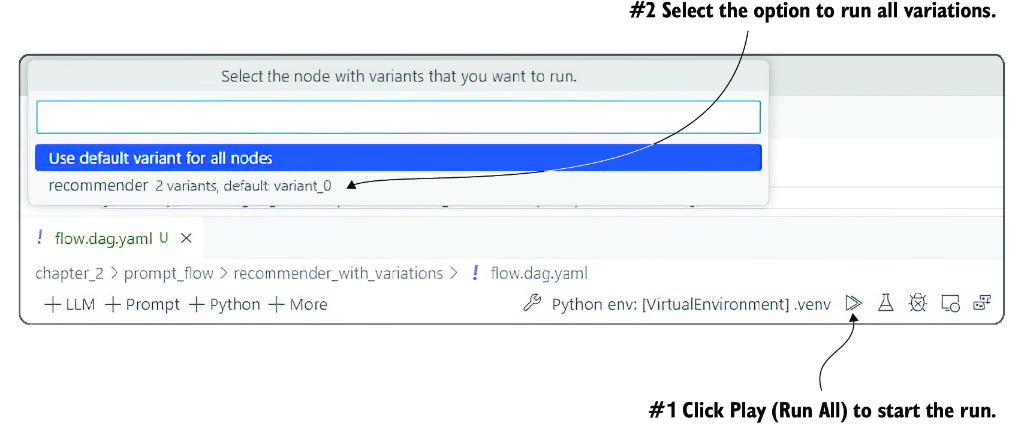 #2 Select the option to run all variations.
Select the node with variants that you want to run.
Use default variant for all nodes
recommender 2 variants, default: variant_0
! flow.dag.yaml U ×
chapter_2 > prompt_flow > recommender_with_variations > ! flow.dag.yaml
+ LLM + Prompt + Python + More Python env: [VirtualEnvironment] .venv
#1 Click Play (Run All) to start the run.